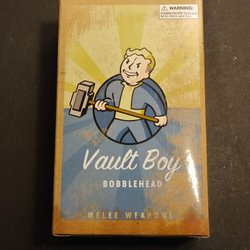 WARNING:
Vault Boy
BOBBLEHEAD
MELEE WEAPONS